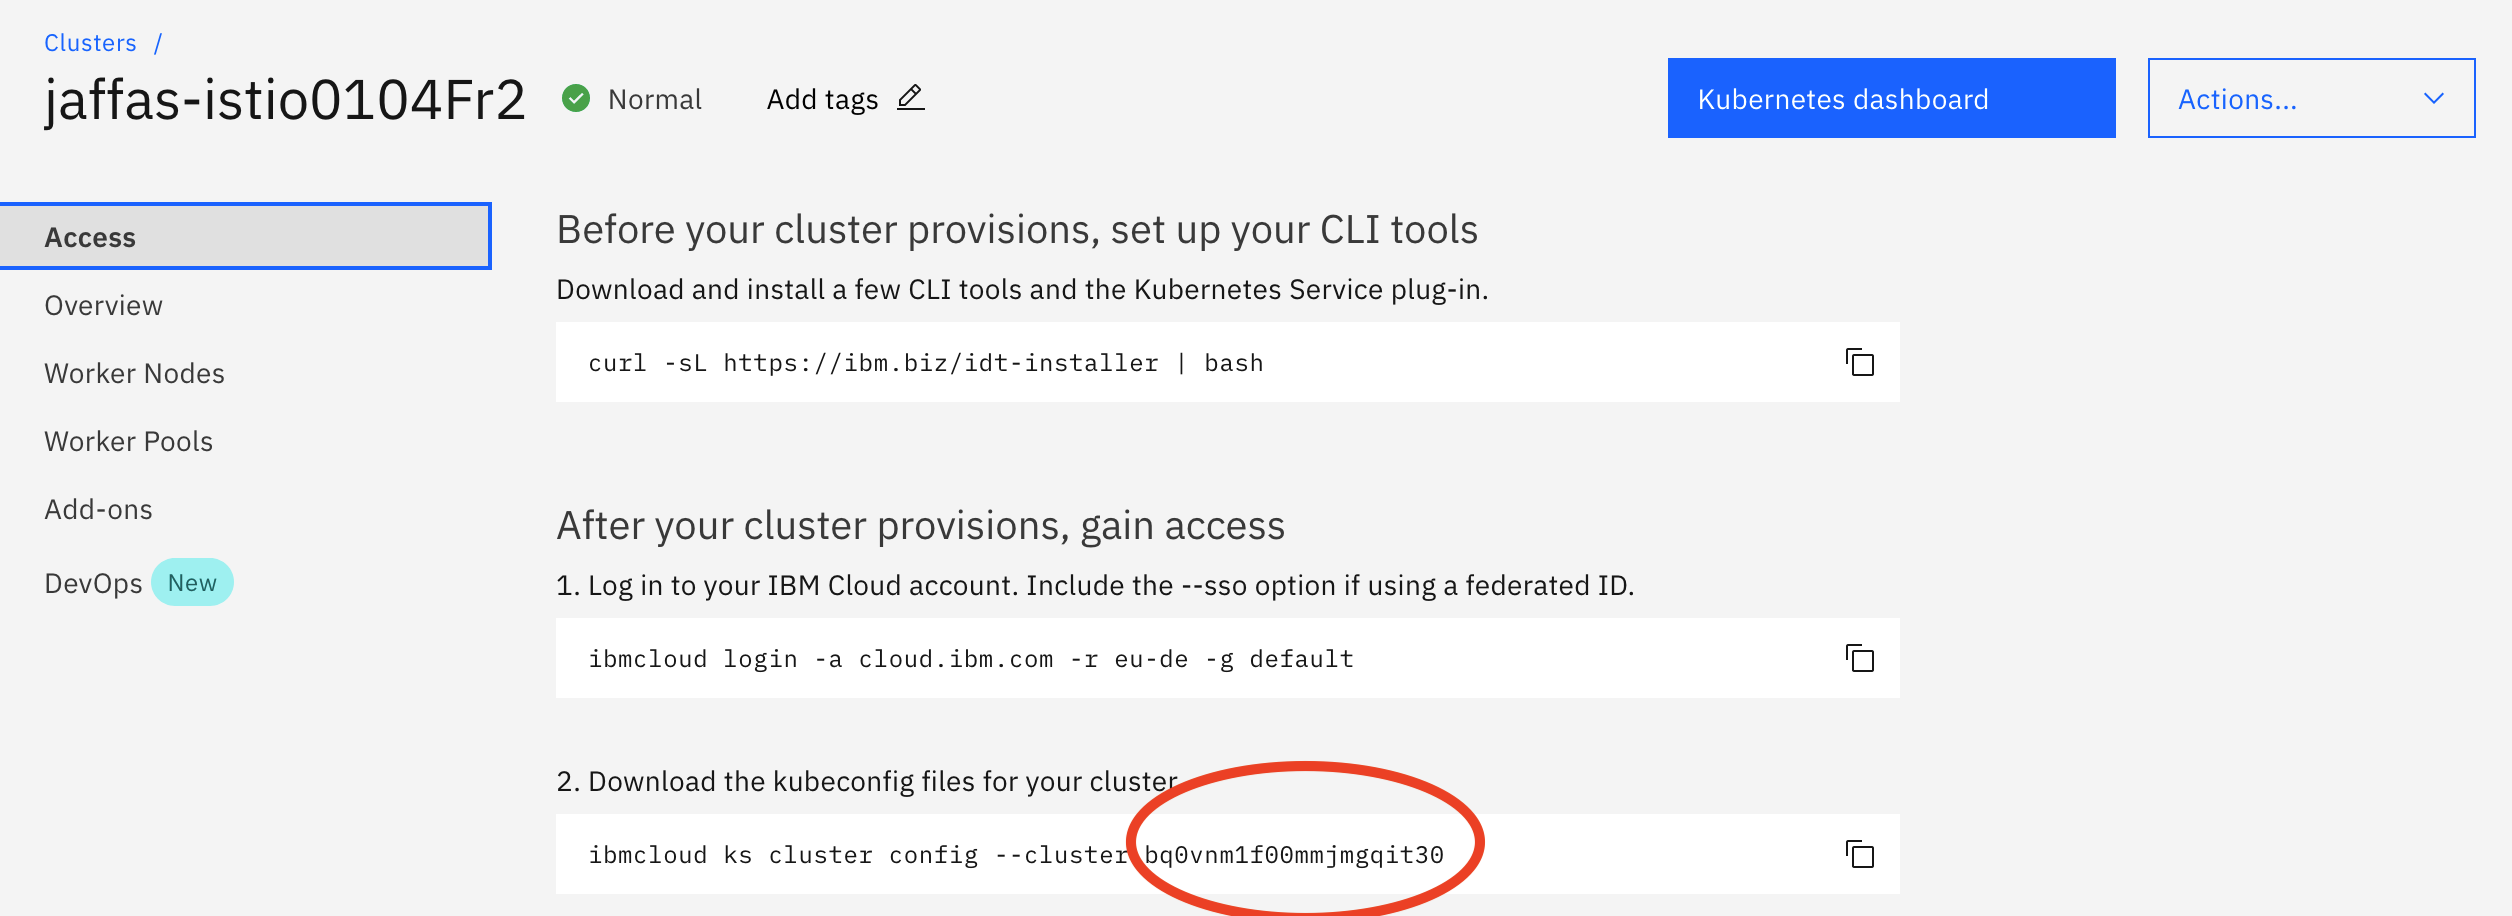 Clusters /
jaffas-istio0104Fr2 Normal Add tags Kubernetes dashboard Actions...
Access
Overview
Worker Nodes
Worker Pools
Add-ons
DevOps New
Before your cluster provisions, set up your CLI tools
Download and install a few CLI tools and the Kubernetes Service plug-in.
curl -sL https://ibm.biz/idt-installer | bash
After your cluster provisions, gain access
1. Log in to your IBM Cloud account. Include the --sso option if using a federated ID.
ibmcloud login -a cloud.ibm.com -r eu-de -g default
2. Download the kubeconfig files for your cluster
ibmcloud ks cluster config --cluster bq0vnm1f00mmjmgqit30